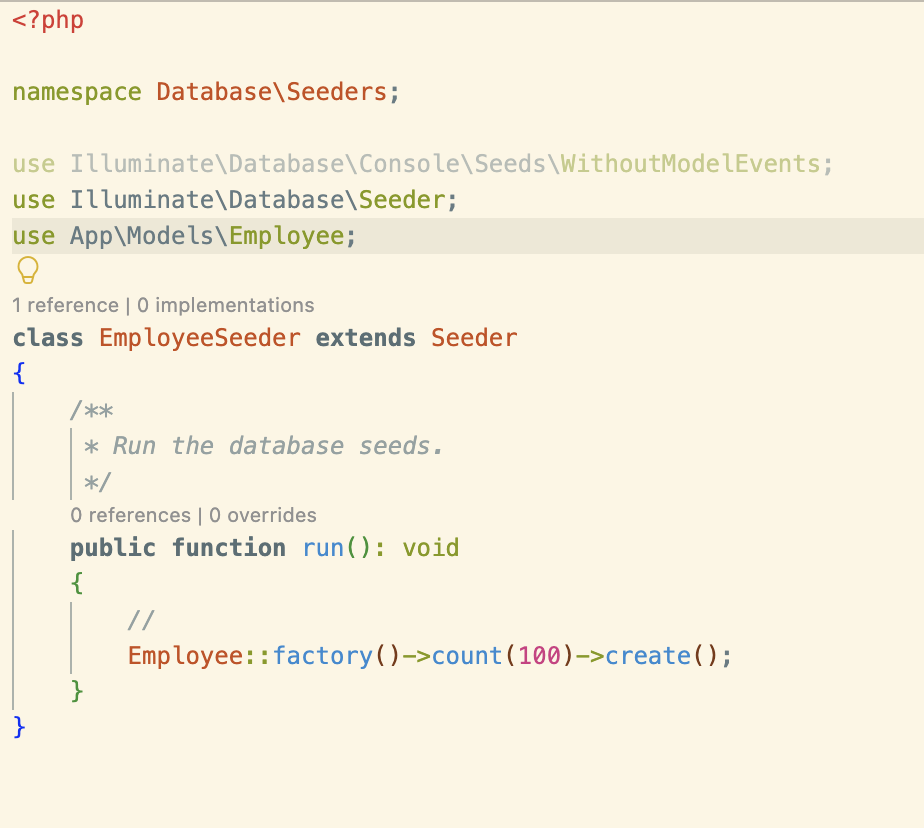 <?php
namespace Database\Seeders;
use Illuminate\Database\Console\Seeds\WithoutModelEvents;
use Illuminate\Database\Seeder;
use App\Models\Employee;
1 reference | 0 implementations
class EmployeeSeeder extends Seeder
{
/**
* Run the database seeds.
*/
0 references | 0 overrides
public function run(): void
{
//
Employee::factory()->count(100)->create();
}
}